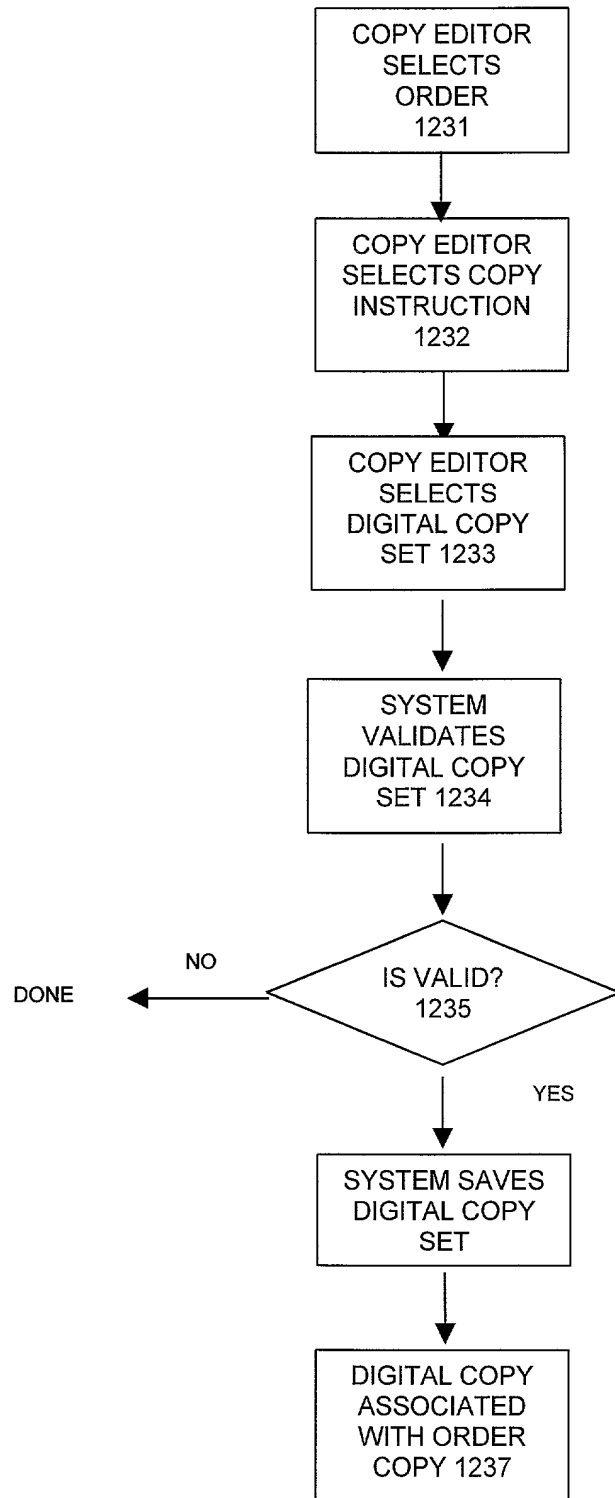 COPY EDITOR
SELECTS
ORDER
1231
COPY EDITOR
SELECTS COPY
INSTRUCTION
1232
COPY EDITOR
SELECTS
DIGITAL COPY
SET 1233
SYSTEM
VALIDATES
DIGITAL COPY
SET 1234
IS VALID?
1235
NO
DONE
YES
SYSTEM SAVES
DIGITAL COPY
SET
DIGITAL COPY
ASSOCIATED
WITH ORDER
COPY 1237